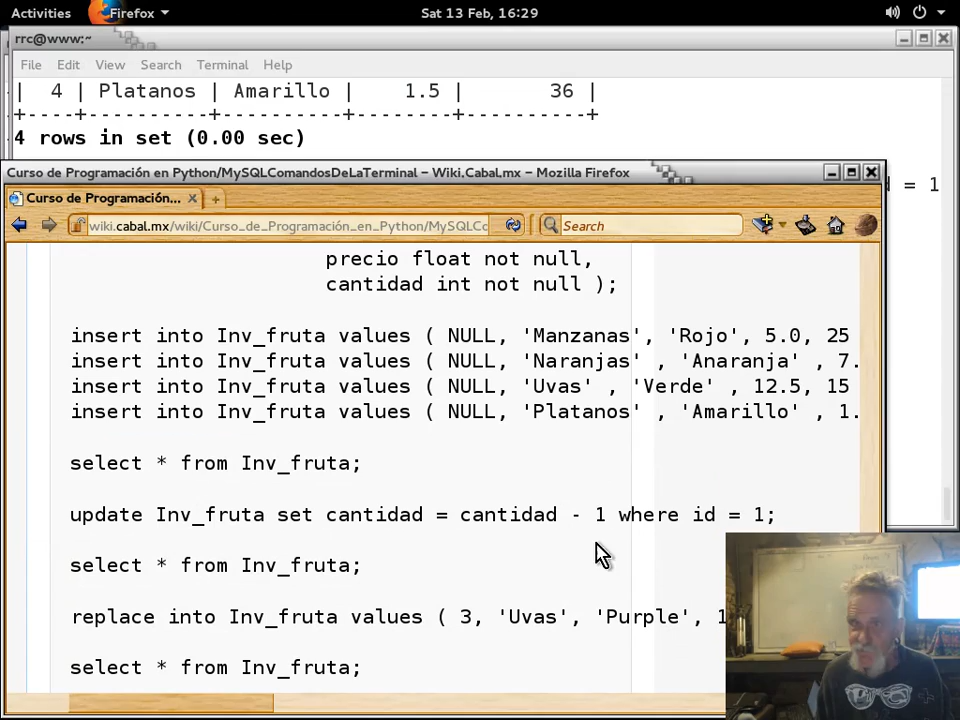 Activities Firefox Sat 13 Feb, 16:29
rrc@www:~
File Edit View Search Terminal Help
| 4 | Platanos | Amarillo | 1.5 | 36 |
+----+----------+----------+--------+----------+
4 rows in set (0.00 sec)
= 1
Curso de Programación en Python/MySQLComandosDeLaTerminal – Wiki.Cabal.mx – Mozilla Firefox
Curso de Programación...
wiki.cabal.mx/wiki/Curso_de_Programación_en_Python/MySQLCo
Search
precio float not null,
cantidad int not null );
insert into Inv_fruta values ( NULL, 'Manzanas', 'Rojo', 5.0, 25
insert into Inv_fruta values ( NULL, 'Naranjas' , 'Anaranja' , 7.
insert into Inv_fruta values ( NULL, 'Uvas' , 'Verde' , 12.5, 15
insert into Inv_fruta values ( NULL, 'Platanos' , 'Amarillo' , 1.
select * from Inv_fruta;
update Inv_fruta set cantidad = cantidad - 1 where id = 1;
select * from Inv_fruta;
replace into Inv_fruta values ( 3, 'Uvas', 'Purple', 1
select * from Inv_fruta;